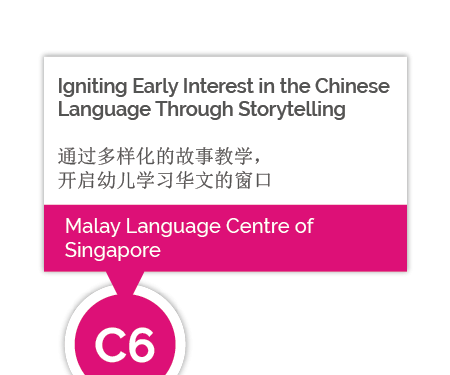 Igniting Early Interest in the Chinese
Language Through Storytelling
通过多样化的故事教学，
开启幼儿学习华文的窗口
Malay Language Centre of
Singapore
C6